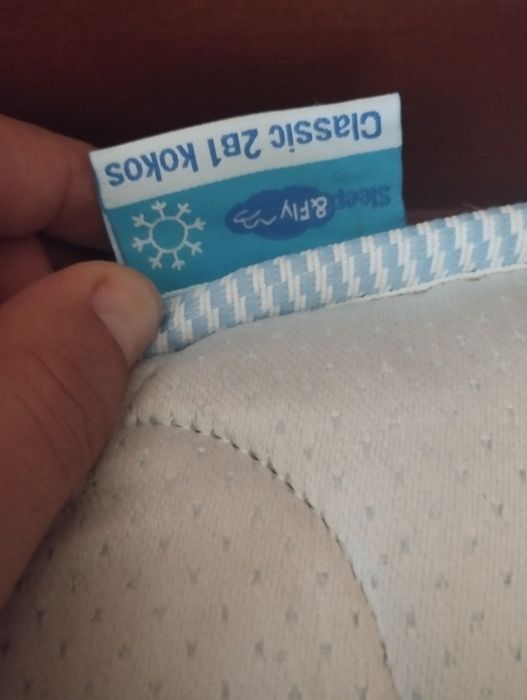 Classic 2в1 kokos
Sleep
&Fly